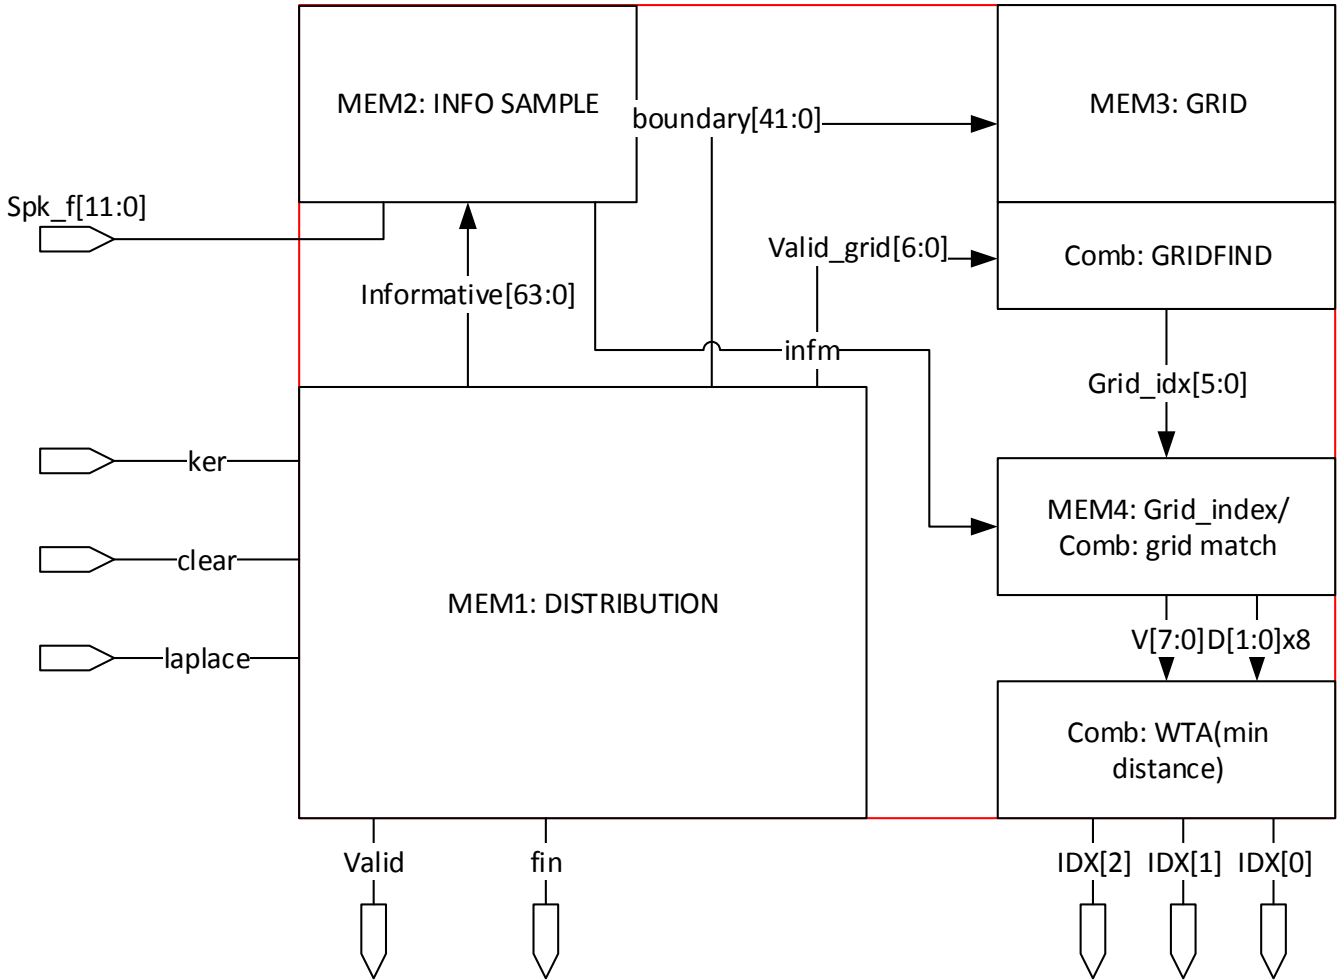 MEM2: INFO SAMPLE
boundary[41:0]
MEM3: GRID
Spk_f[11:0]
Valid_grid[6:0]
Comb: GRIDFIND
Informative[63:0]
infm
Grid_idx[5:0]
ker
MEM4: Grid_index/
Comb: grid match
clear
MEM1: DISTRIBUTION
laplace
V[7:0]
D[1:0]x8
Comb: WTA(min
distance)
Valid
fin
IDX[2]
IDX[1]
IDX[0]